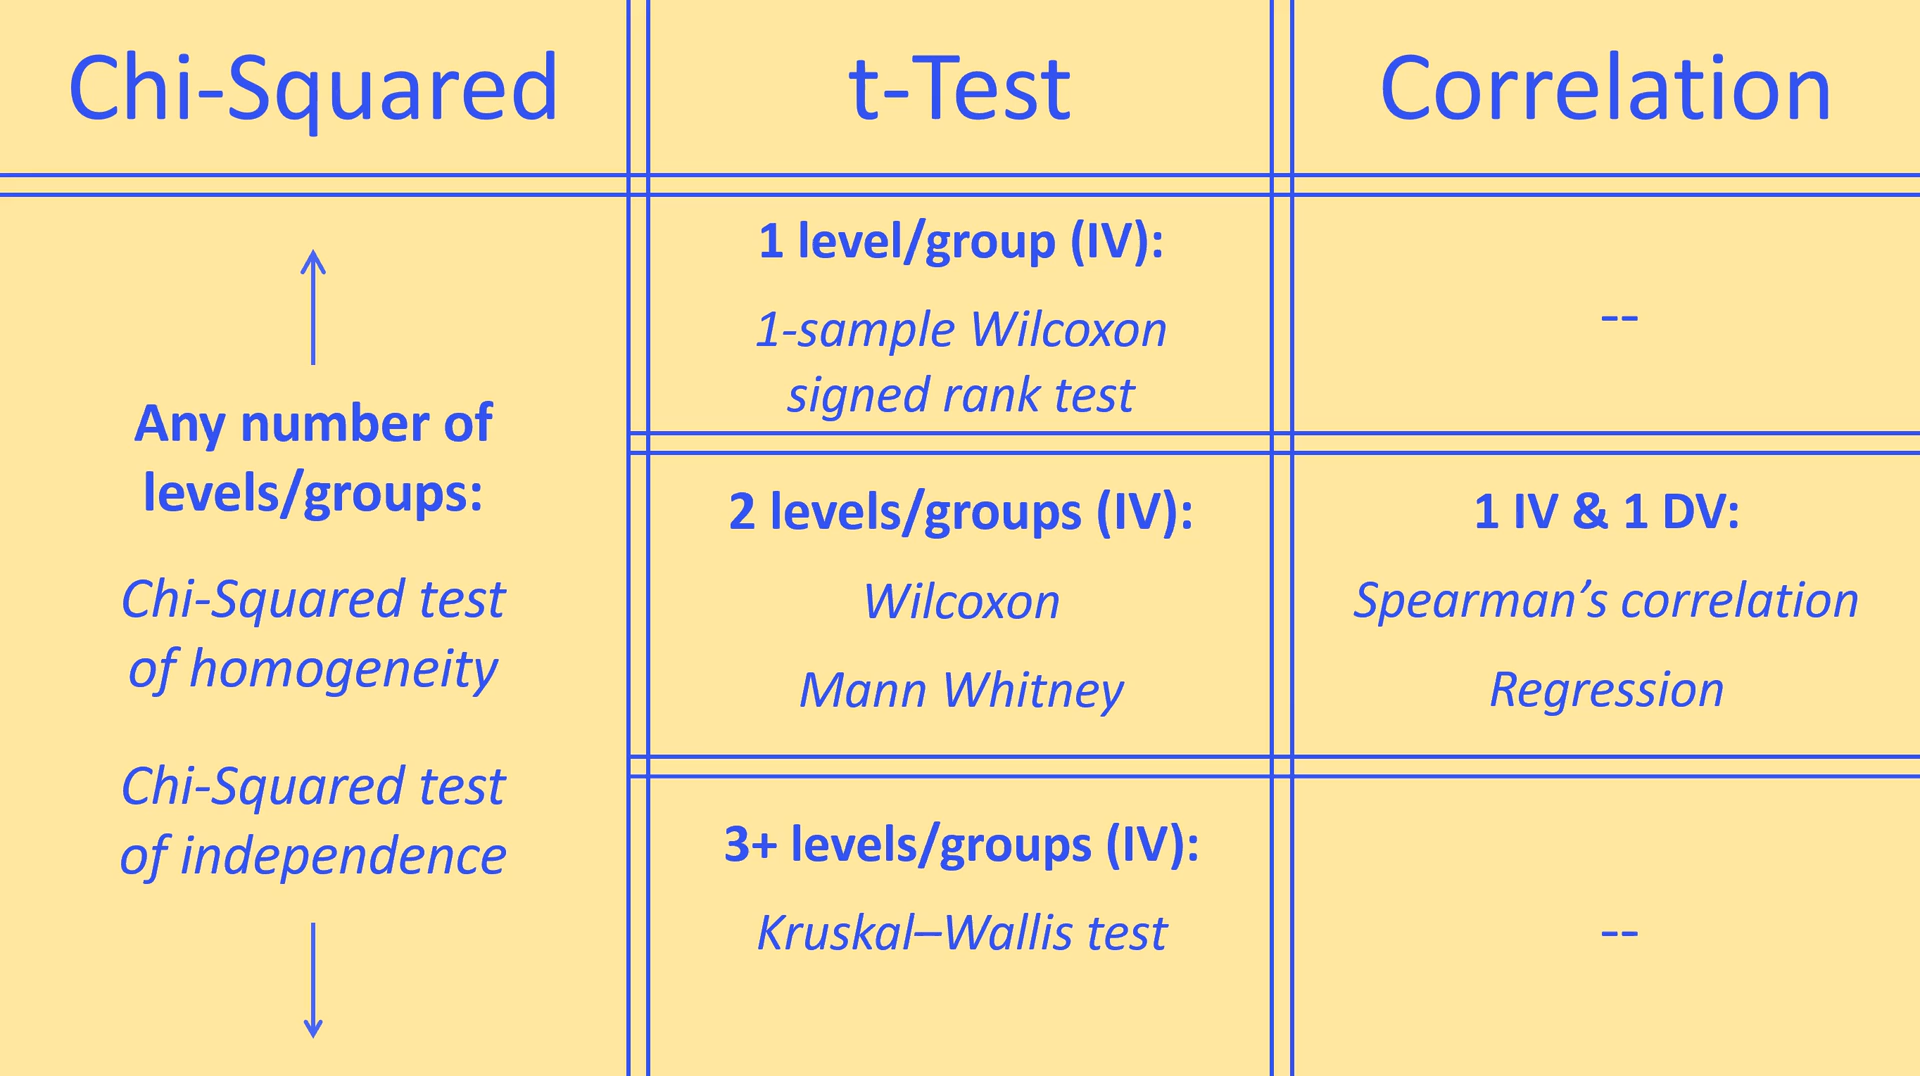 Chi-Squared
t-Test
Correlation
Any number of
levels/groups:
Chi-Squared test
of homogeneity
Chi-Squared test
of independence
1 level/group (IV):
1-sample Wilcoxon
signed rank test
--
2 levels/groups (IV):
Wilcoxon
Mann Whitney
1 IV & 1 DV:
Spearman’s correlation
Regression
3+ levels/groups (IV):
Kruskal–Wallis test
--